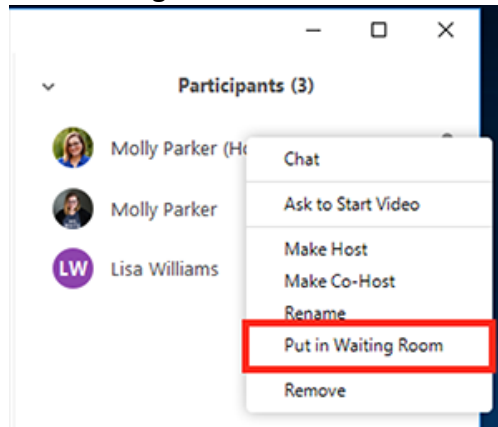 Participants (3)
Molly Parker (Ho
Molly Parker
LW Lisa Williams
Chat
Ask to Start Video
Make Host
Make Co-Host
Rename
Put in Waiting Room
Remove